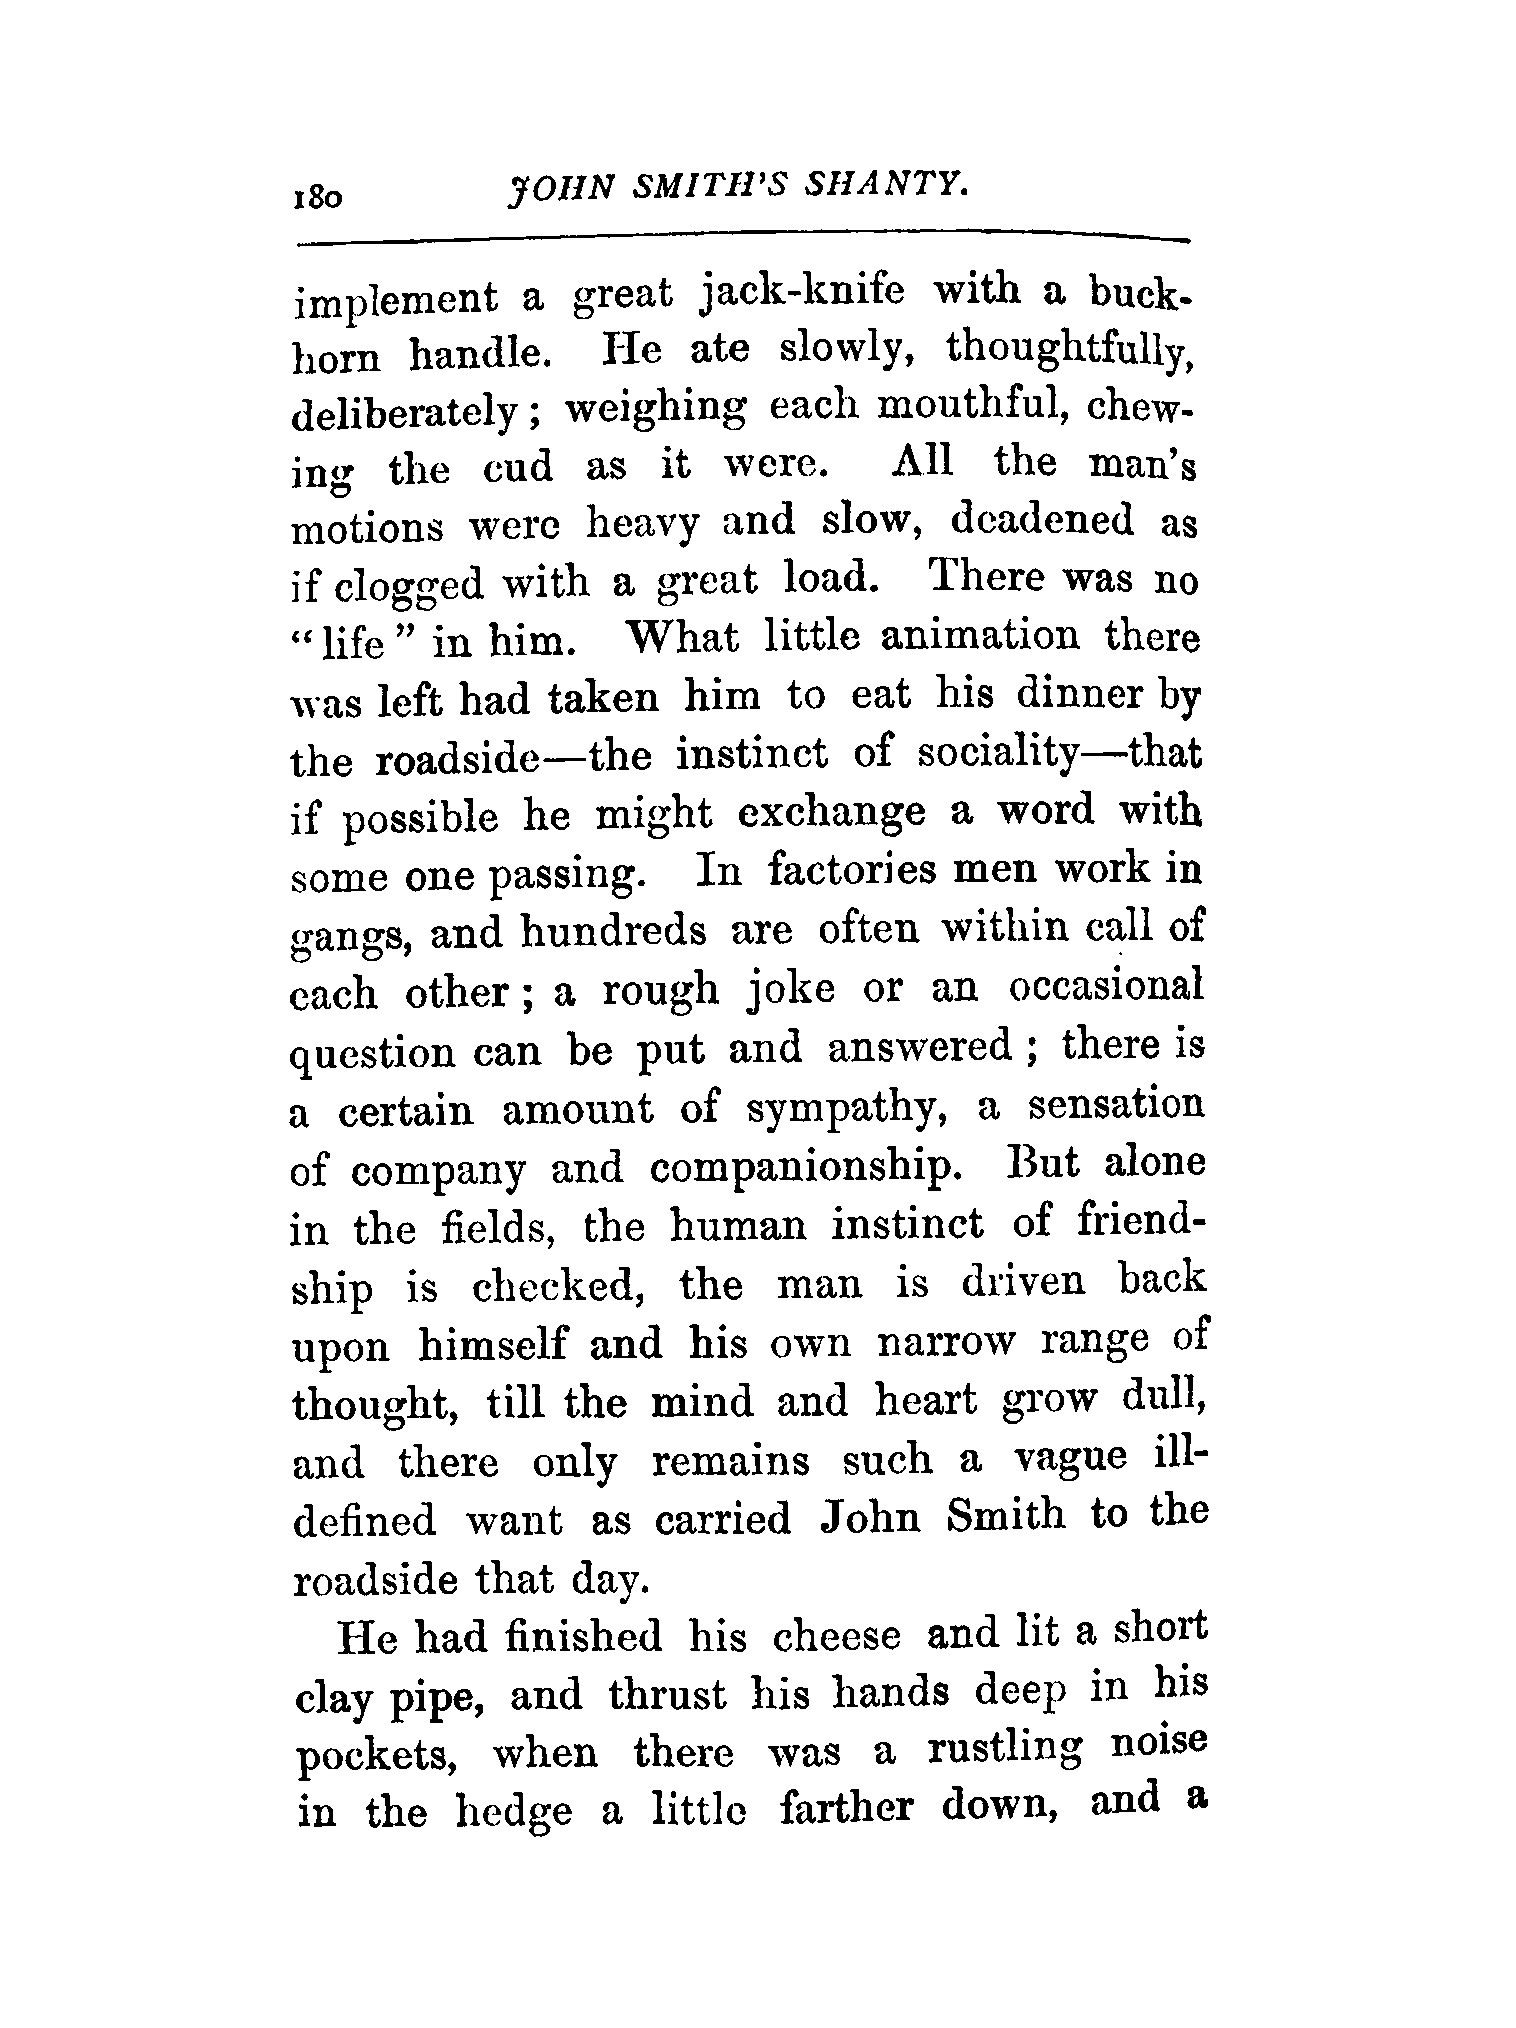 180 JOHN SMITH'S SHANTY.
implement a great jack-knife with a buck-
horn handle. He ate slowly, thoughtfully,
deliberately; weighing each mouthful, chew-
ing the cud as it were. All the man's
motions were heavy and slow, deadened as
if clogged with a great load. There was no
"life" in him. What little animation there
was left had taken him to eat his dinner by
the roadside—the instinct of sociality—that
if possible he might exchange a word with
some one passing. In factories men work in
gangs, and hundreds are often within call of
each other; a rough joke or an occasional
question can be put and answered; there is
a certain amount of sympathy, a sensation
of company and companionship. But alone
in the fields, the human instinct of friend-
ship is checked, the man is driven back
upon himself and his own narrow range of
thought, till the mind and heart grow dull,
and there only remains such a vague ill-
defined want as carried John Smith to the
roadside that day.
He had finished his cheese and lit a short
clay pipe, and thrust his hands deep in his
pockets, when there was a rustling noise
in the hedge a little farther down, and a